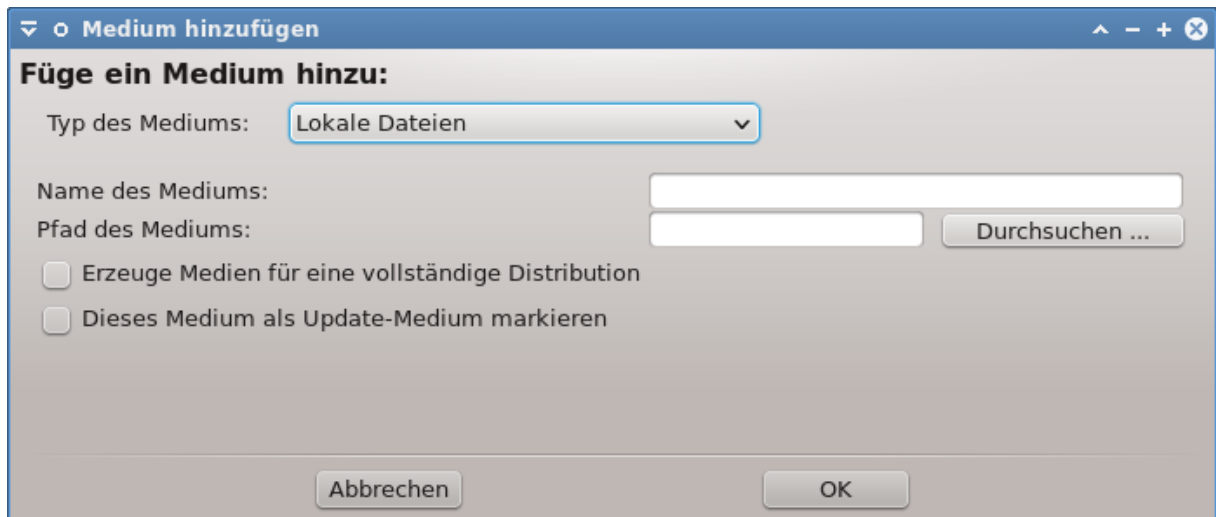 Medium hinzufügen
Füge ein Medium hinzu:
Typ des Mediums: Lokale Dateien
Name des Mediums:
Pfad des Mediums: Durchsuchen ...
Erzeuge Medien für eine vollständige Distribution
Dieses Medium als Update-Medium markieren
Abbrechen OK